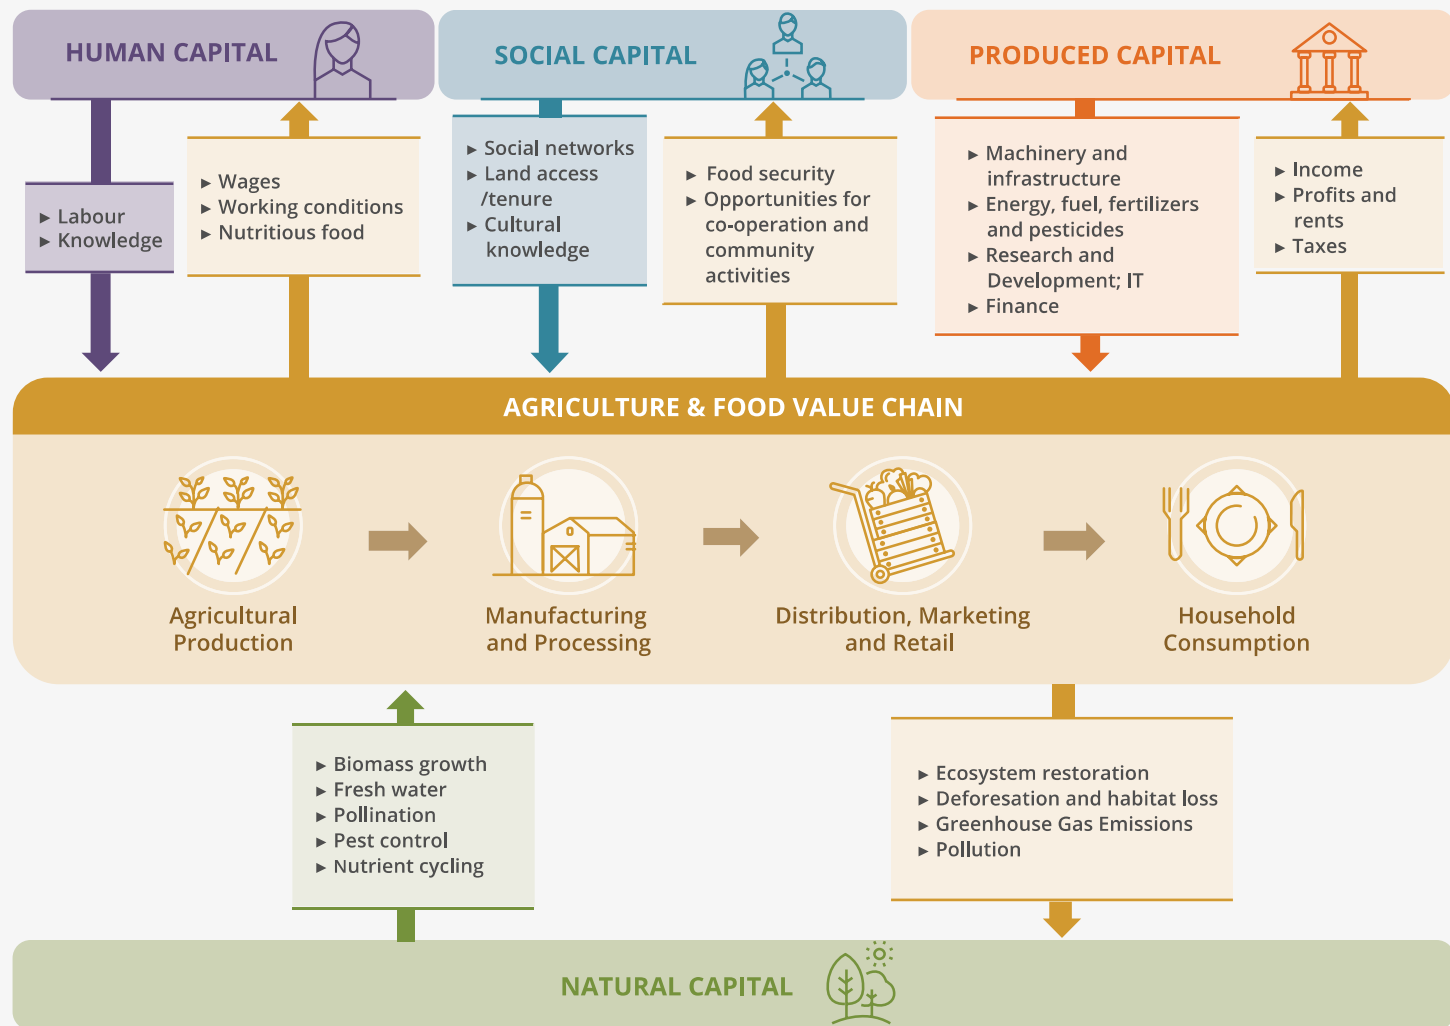 HUMAN CAPITAL
SOCIAL CAPITAL
PRODUCED CAPITAL
► Labour
► Knowledge
► Wages
► Working conditions
► Nutritious food
► Social networks
► Land access
/tenure
► Cultural
knowledge
► Food security
► Opportunities for
co-operation and
community
activities
► Machinery and
infrastructure
► Energy, fuel, fertilizers
and pesticides
► Research and
Development; IT
► Finance
► Income
► Profits and
rents
► Taxes
AGRICULTURE & FOOD VALUE CHAIN
Agricultural
Production
Manufacturing
and Processing
Distribution, Marketing
and Retail
Household
Consumption
► Biomass growth
► Fresh water
► Pollination
► Pest control
► Nutrient cycling
► Ecosystem restoration
► Deforesation and habitat loss
► Greenhouse Gas Emissions
► Pollution
NATURAL CAPITAL